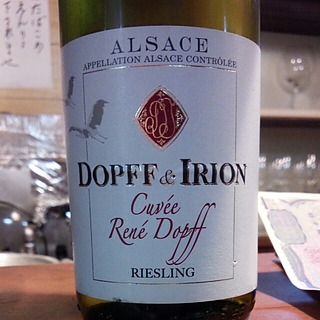 ALSACE
APPELLATION ALSACE CONTRÔLÉE
DOPFF & IRION
Cuvée
René Dopff
RIESLING